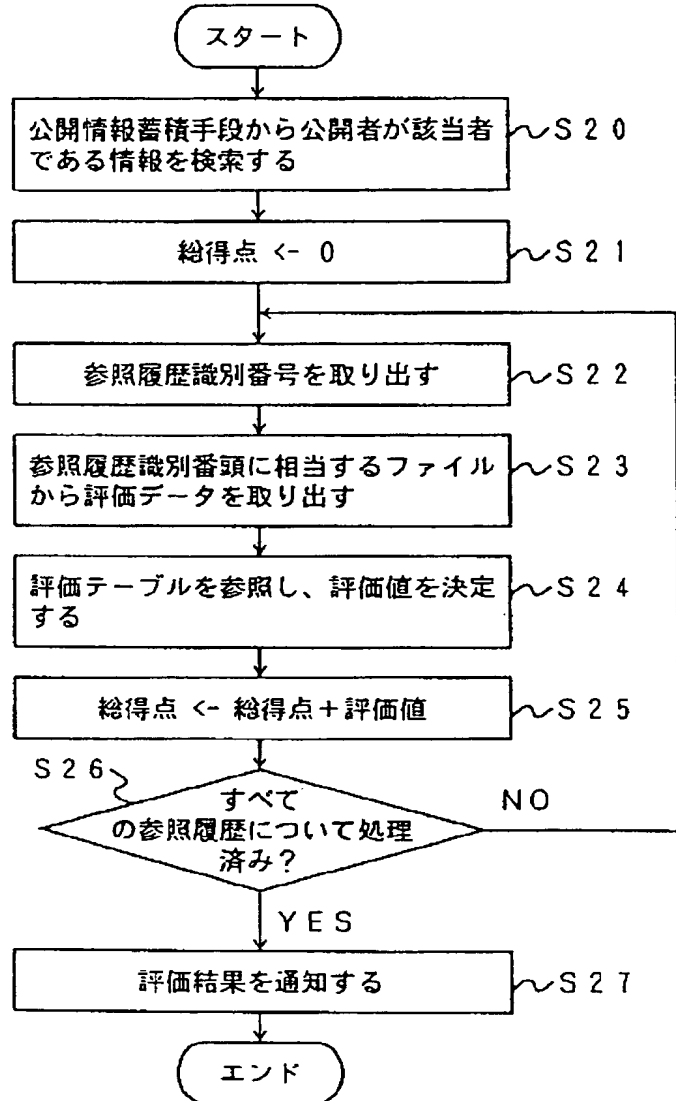 スタート
公開情報蓄積手段から公開者が該当者
である情報を検索する
S20
総得点 <- 0
S21
参照履歴識別番号を取り出す
S22
参照履歴識別番頭に相当するファイル
から評価データを取り出す
S23
評価テーブルを参照し、評価値を決定
する
S24
総得点 <- 総得点+評価値
S25
S26
すべて
の参照履歴について処理
済み?
NO
YES
評価結果を通知する
S27
エンド